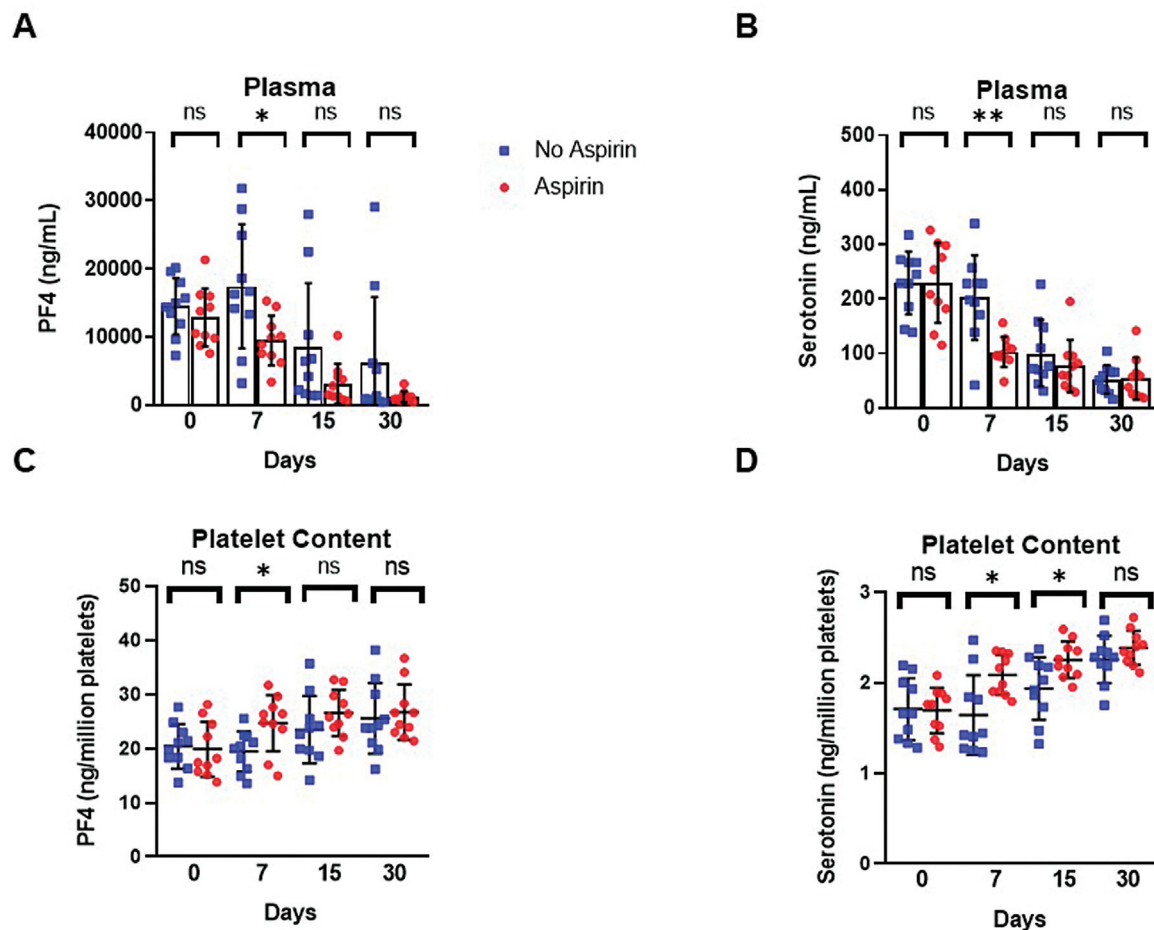 A
Plasma
ns * ns ns
40000
30000
20000
10000
0
PF4 (ng/mL)
0 7 15 30
Days
No Aspirin
Aspirin
B
Plasma
ns ** ns ns
500
400
300
200
100
0
Serotonin (ng/mL)
0 7 15 30
Days
C
Platelet Content
ns * ns ns
50
40
30
20
10
0
PF4 (ng/million platelets)
0 7 15 30
Days
D
Platelet Content
ns * * ns
3
2
1
0
Serotonin (ng/million platelets)
0 7 15 30
Days